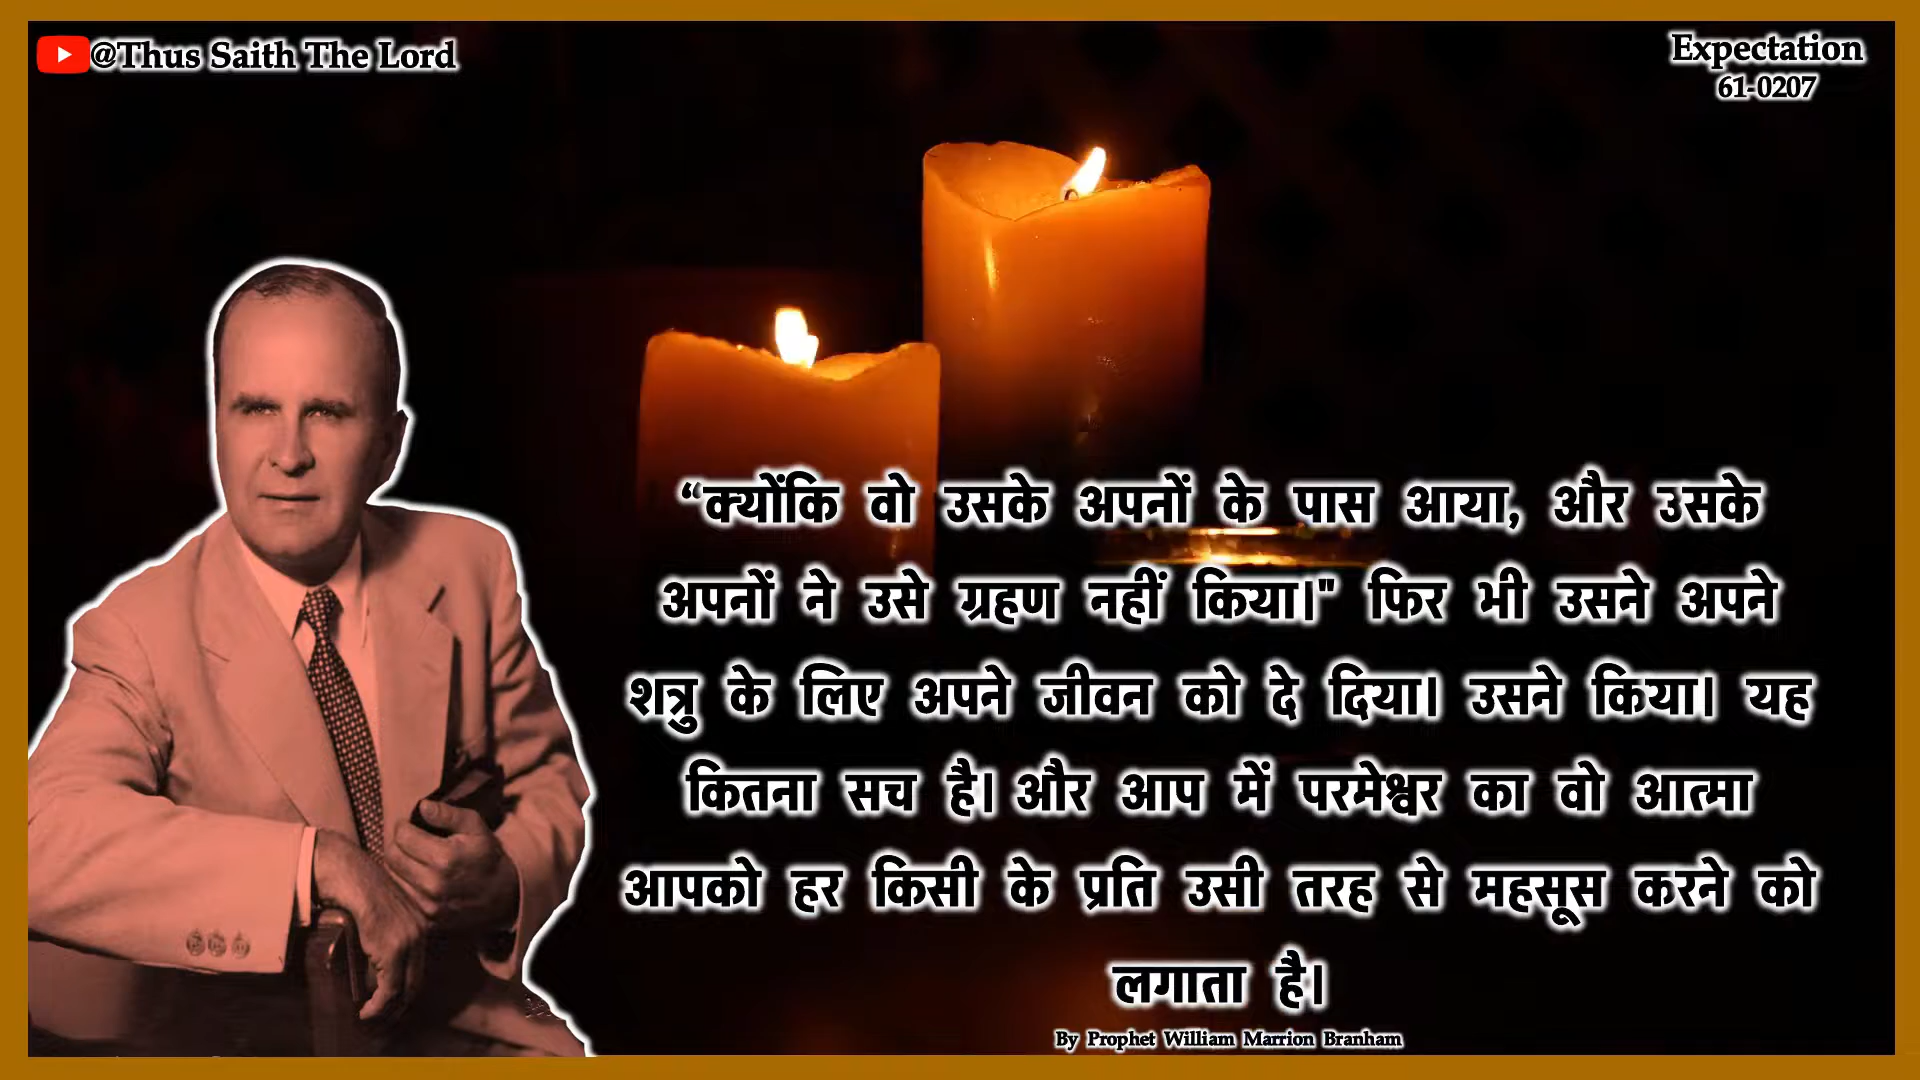 @Thus Saith The Lord
Expectation
61-0207
“क्योंकि वो उसके अपनों के पास आया, और उसके
अपनों ने उसे ग्रहण नहीं किया।" फिर भी उसने अपने
शत्रु के लिए अपने जीवन को दे दिया। उसने किया। यह
कितना सच है। और आप में परमेश्वर का वो आत्मा
आपको हर किसी के प्रति उसी तरह से महसूस करने को
लगाता है।
By Prophet William Marrion Branham